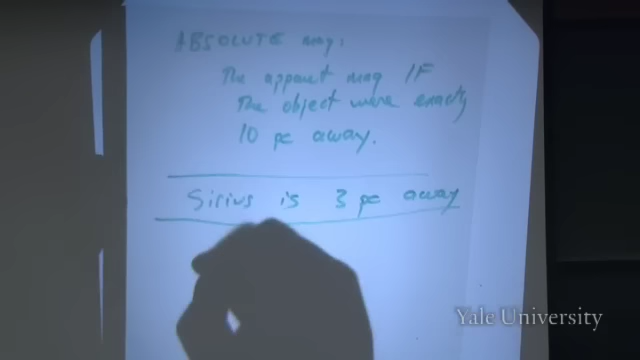 ABSOLUTE mag:
The apparent mag IF
The object were exactly
10 pc away.
Sirius is 3 pc away
Yale University